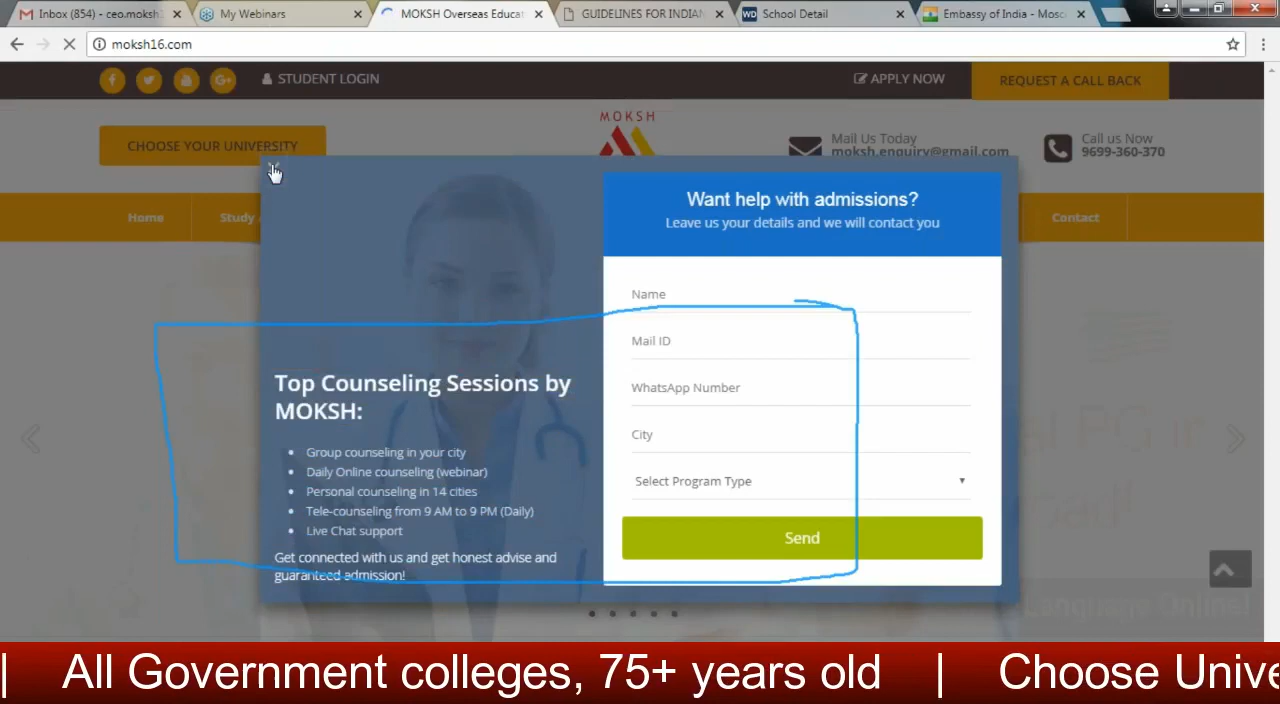 Inbox (854) - ceo.moksh1
My Webinars
MOKSH Overseas Educat
GUIDELINES FOR INDIAN
WD School Detail
Embassy of India - Mosc
moksh16.com
STUDENT LOGIN
APPLY NOW
REQUEST A CALL BACK
CHOOSE YOUR UNIVERSITY
MOKSH
Mail Us Today
moksh.enquiry@gmail.com
Call us Now
9699-360-370
Home
Study
Contact
Want help with admissions?
Leave us your details and we will contact you
Name
Mail ID
WhatsApp Number
City
Select Program Type
Send
Top Counseling Sessions by
MOKSH:
• Group counseling in your city
• Daily Online counseling (webinar)
• Personal counseling in 14 cities
• Tele-counseling from 9 AM to 9 PM (Daily)
• Live Chat support
Get connected with us and get honest advise and
guaranteed admission!
Language Online!
| All Government colleges, 75+ years old | Choose Unive